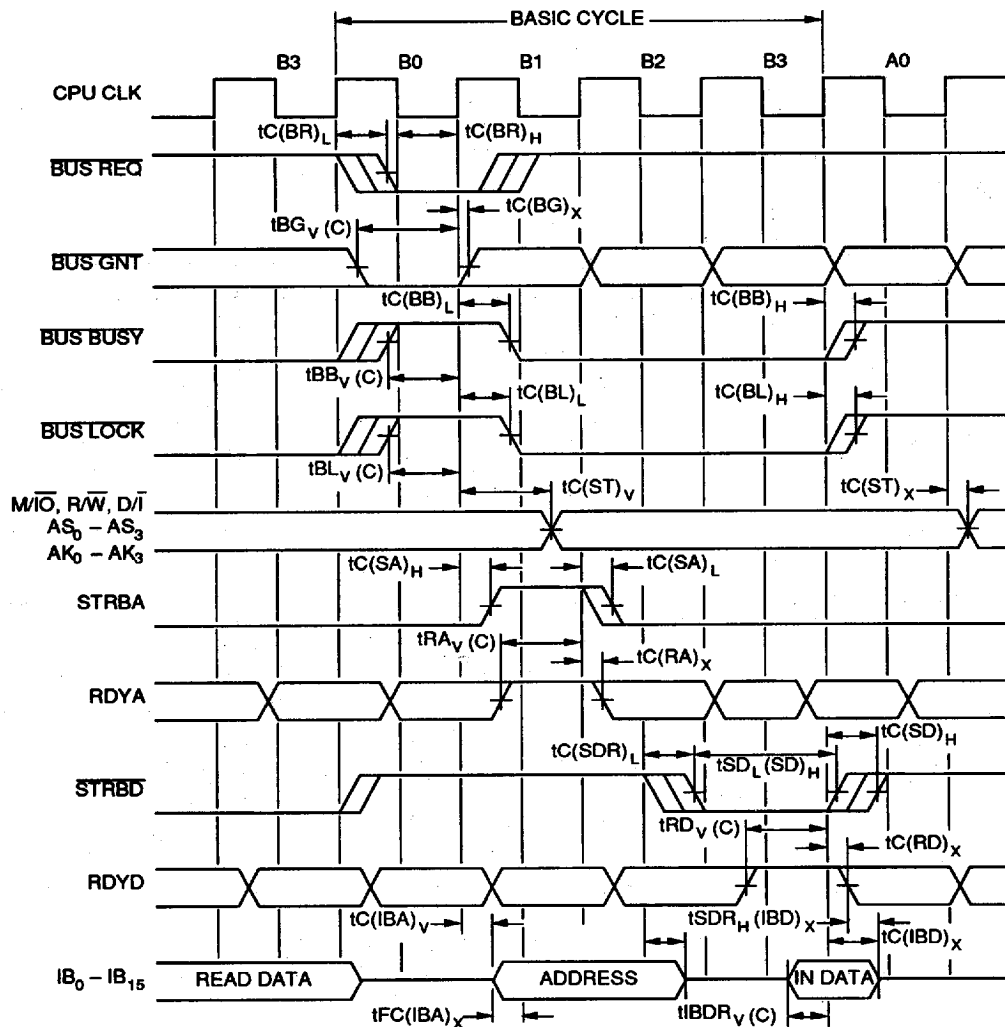 BASIC CYCLE
B3 B0 B1 B2 B3 A0
CPU CLK
tC(BR)L tC(BR)H
BUS REQ
tC(BG)X
tBGV (C)
BUS GNT
tC(BB)L tC(BB)H
BUS BUSY
tBBV (C)
tC(BL)L tC(BL)H
BUS LOCK
tBLV (C)
tC(ST)V tC(ST)X
M/IO, R/W, D/I
AS0 – AS3
AK0 – AK3
tC(SA)H tC(SA)L
STRBA
tRAV (C)
tC(RA)X
RDYA
tC(SDR)L tC(SD)H
tSDL(SD)H
STRBD
tRDV (C)
tC(RD)X
RDYD
tC(IBA)V tSDRH (IBD)X
tC(IBD)X
IB0 – IB15 READ DATA ADDRESS IN DATA
tFC(IBA)X tIBDRV (C)